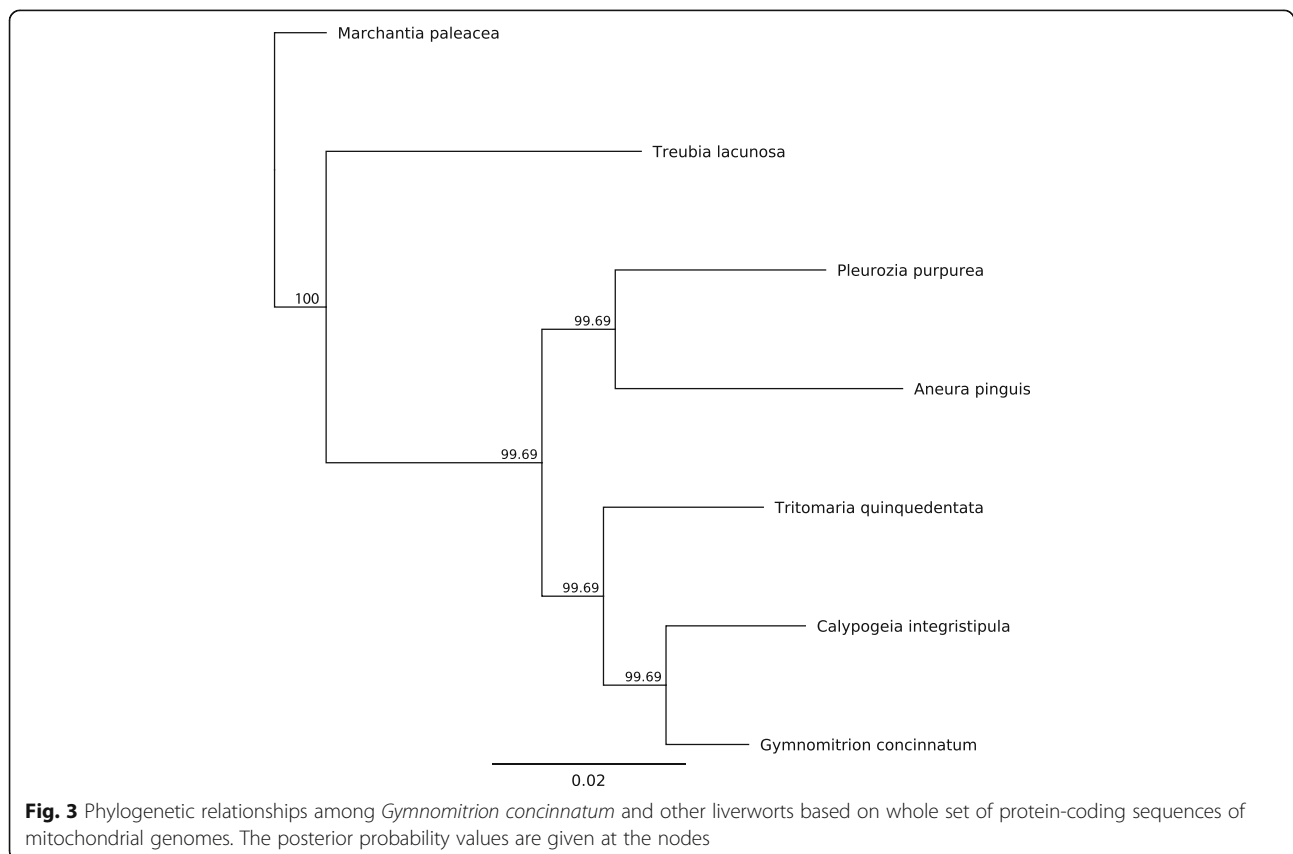 Marchantia paleacea
Treubia lacunosa
Pleurozia purpurea
100
99.69
Aneura pinguis
99.69
Tritomaria quinquedentata
99.69
Calypogeia integristipula
99.69
Gymnomitrion concinnatum
0.02
Fig. 3 Phylogenetic relationships among Gymnomitrion concinnatum and other liverworts based on whole set of protein-coding sequences of
mitochondrial genomes. The posterior probability values are given at the nodes